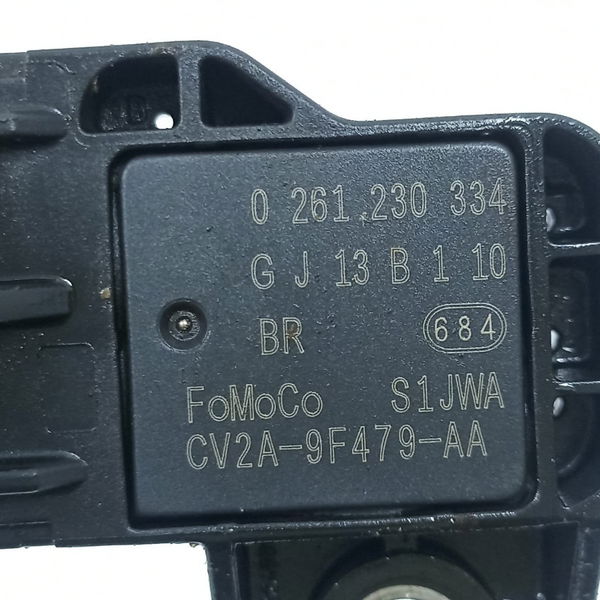 0 261 230 334
G J 13 B 1 10
BR 684
FoMoCo S1JWA
CV2A-9F479-AA